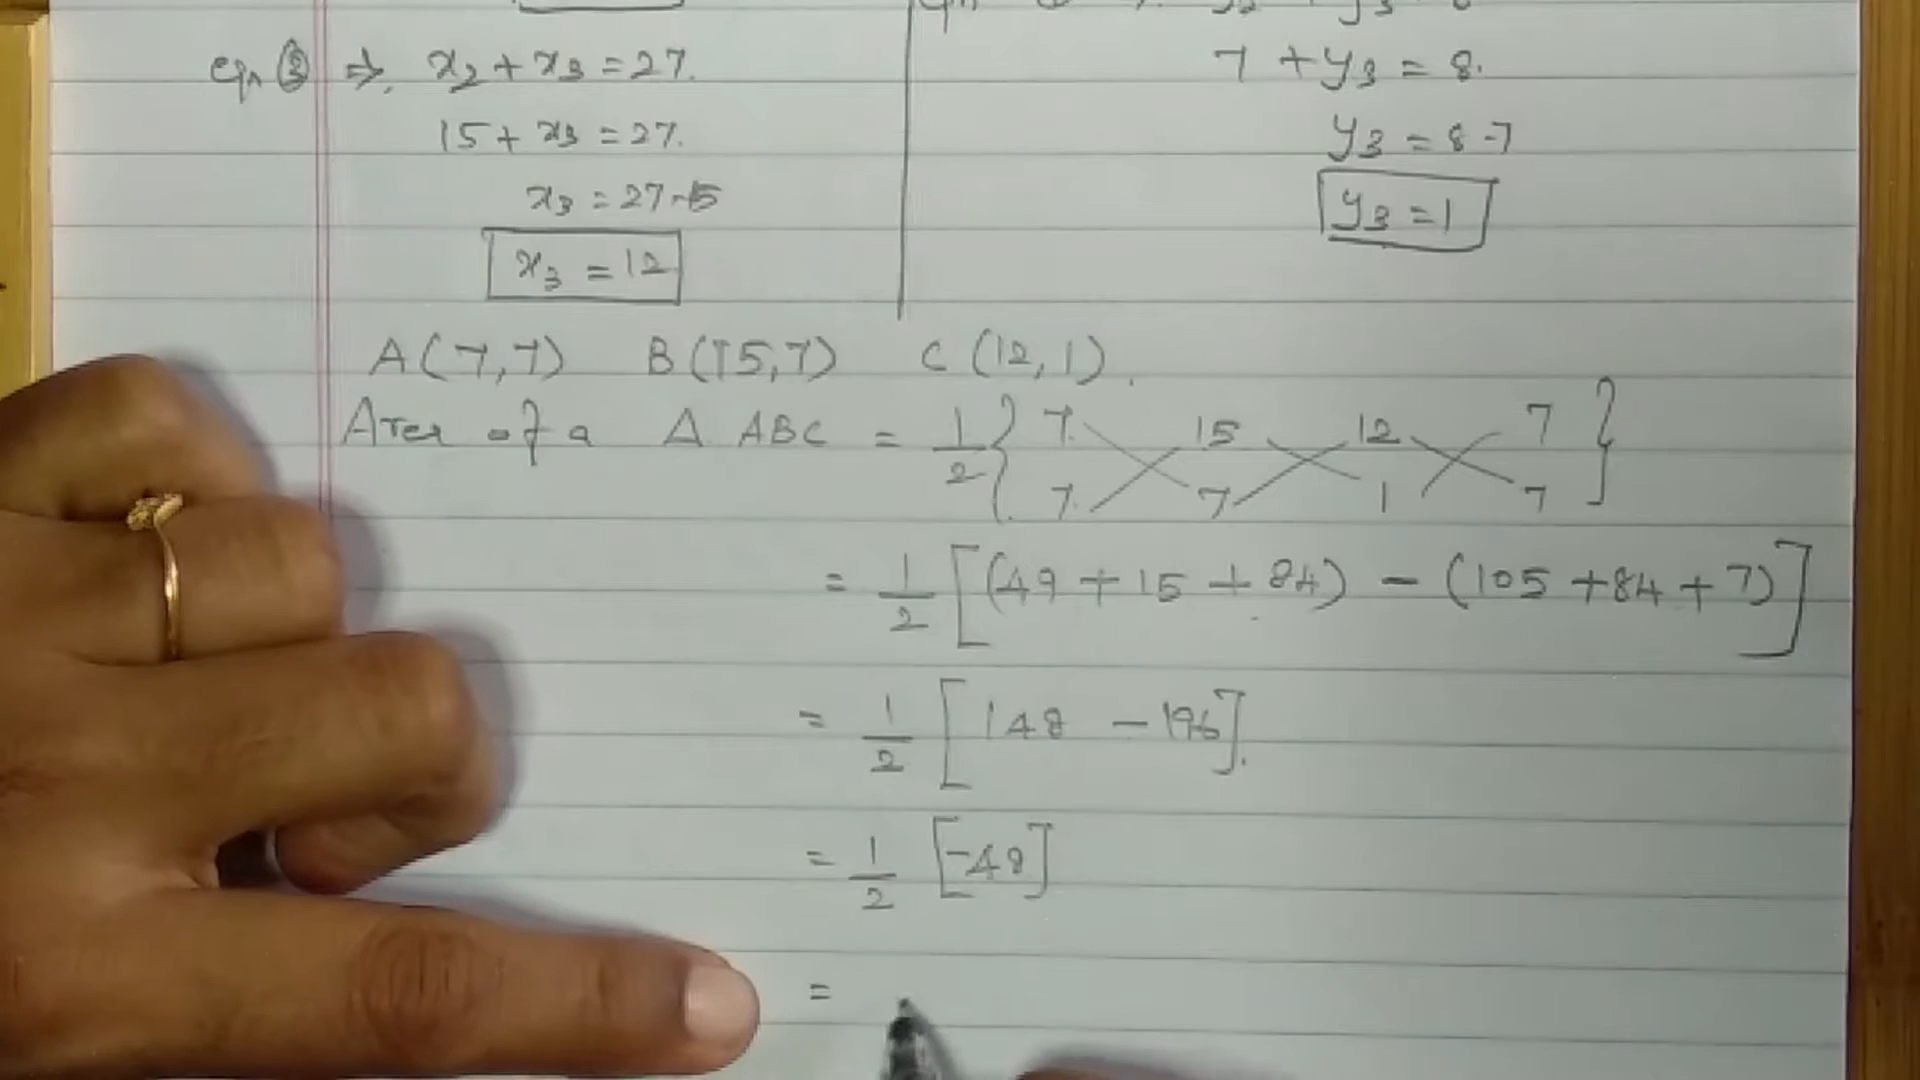 eqn ③ ⇒ x₂ + x₃ = 27.
15 + x₃ = 27.
x₃ = 27-15
x₃ = 12
7 + y₃ = 8.
y₃ = 8-7
y₃ = 1
A(7,7) B(15,7) C(12,1).
Area of a Δ ABC = 1/2 { 7 15 12 7 }
7 7 1 7
= 1/2 [(49 + 15 + 84) - (105 + 84 + 7)]
= 1/2 [148 - 196].
= 1/2 [-48]
=